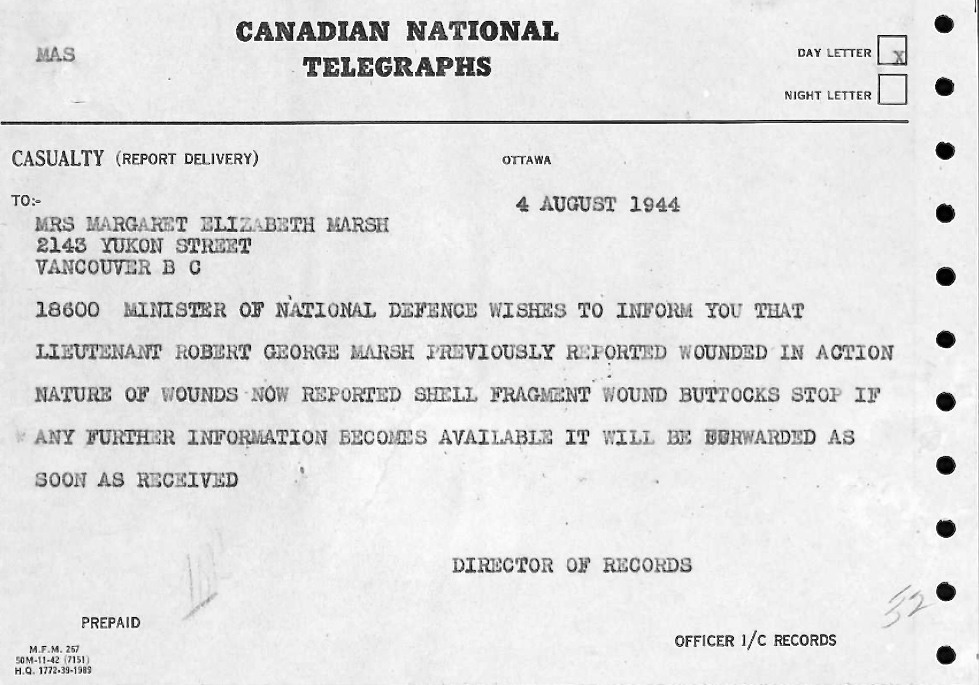 CANADIAN NATIONAL
TELEGRAPHS
MAS
DAY LETTER X
NIGHT LETTER
CASUALTY (REPORT DELIVERY)
OTTAWA
TO:-
4 AUGUST 1944
MRS MARGARET ELIZABETH MARSH
2143 YUKON STREET
VANCOUVER B C
18600 MINISTER OF NATIONAL DEFENCE WISHES TO INFORM YOU THAT
LIEUTENANT ROBERT GEORGE MARSH PREVIOUSLY REPORTED WOUNDED IN ACTION
NATURE OF WOUNDS NOW REPORTED SHELL FRAGMENT WOUND BUTTOCKS STOP IF
ANY FURTHER INFORMATION BECOMES AVAILABLE IT WILL BE FORWARDED AS
SOON AS RECEIVED
DIRECTOR OF RECORDS
32
PREPAID
OFFICER I/C RECORDS
M.F.M. 267
50M-11-42 (7151)
H.Q. 1772-39-1989